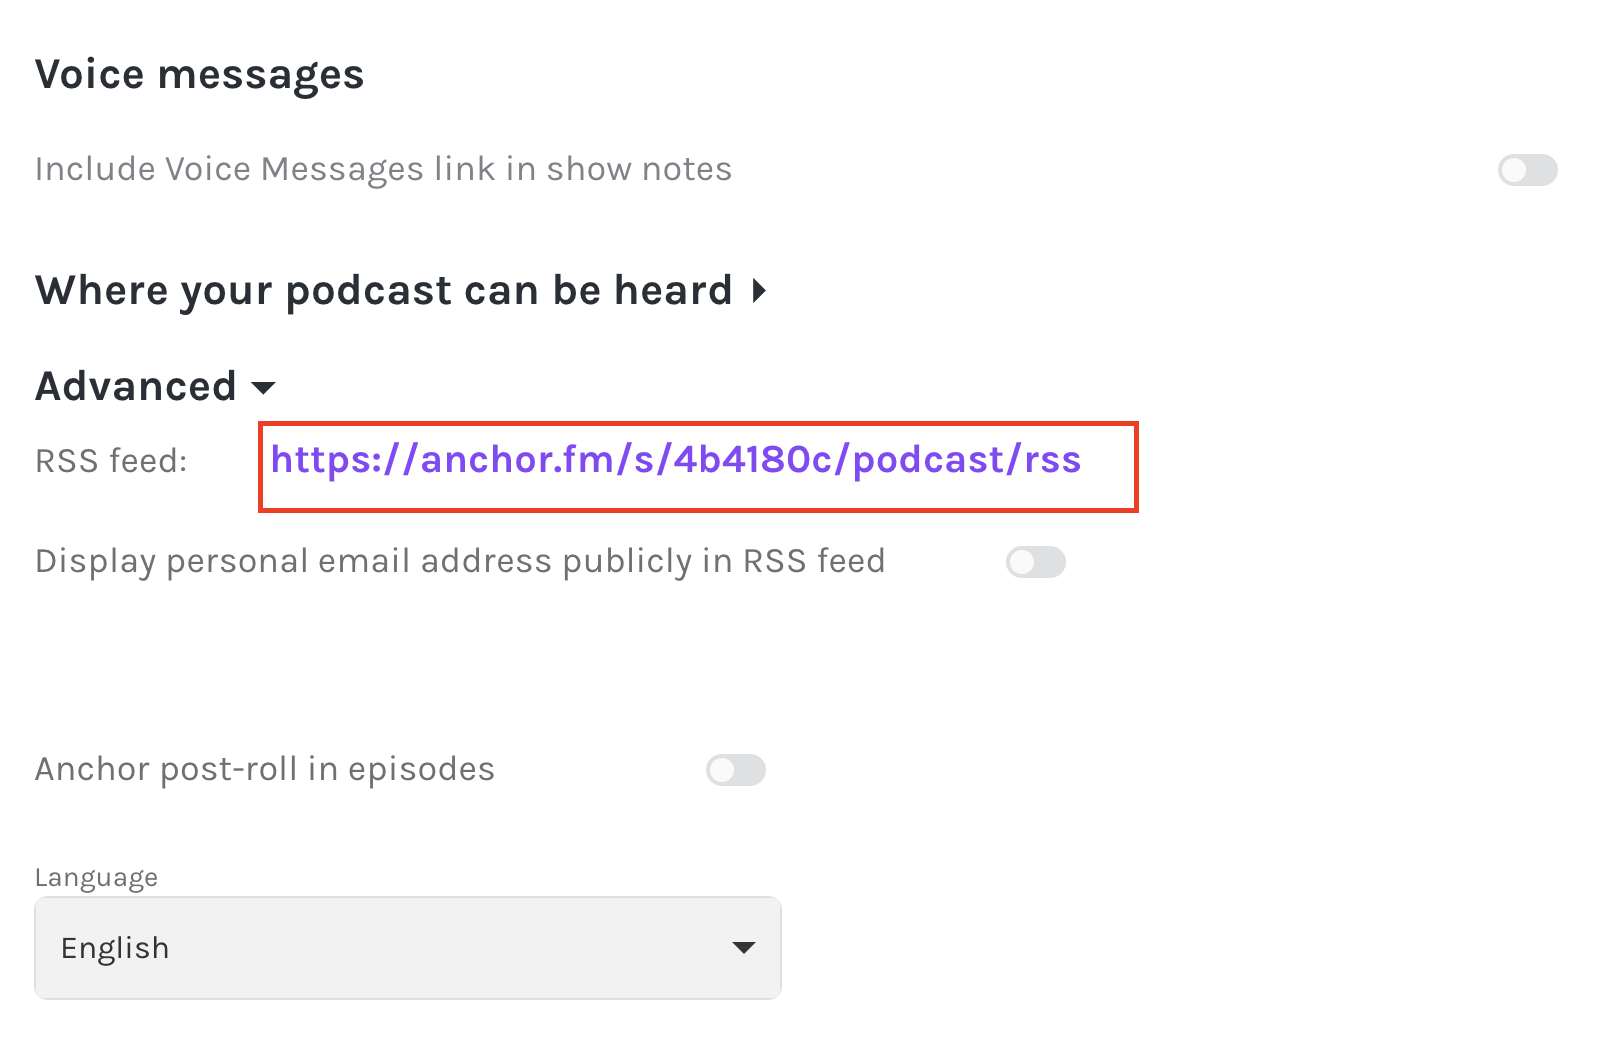 Voice messages
Include Voice Messages link in show notes
Where your podcast can be heard
Advanced
RSS feed: https://anchor.fm/s/4b4180c/podcast/rss
Display personal email address publicly in RSS feed
Anchor post-roll in episodes
Language
English